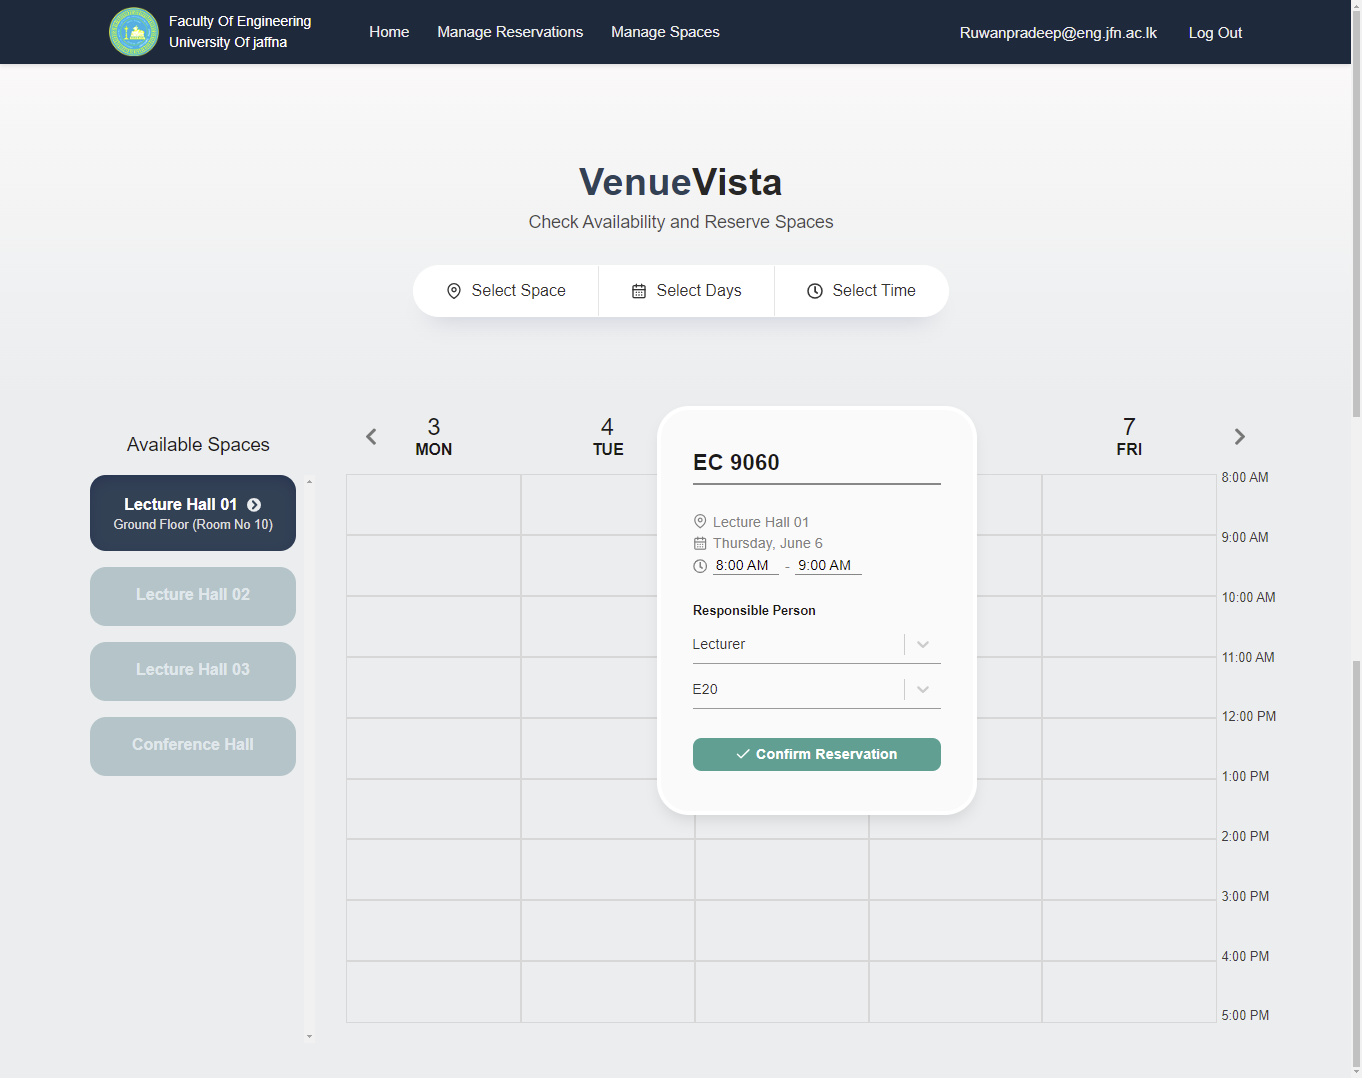 Faculty Of Engineering
University Of jaffna
Home
Manage Reservations
Manage Spaces
Ruwanpradeep@eng.jfn.ac.lk
Log Out
VenueVista
Check Availability and Reserve Spaces
Select Space
Select Days
Select Time
Available Spaces
Lecture Hall 01
Ground Floor (Room No 10)
Lecture Hall 02
Lecture Hall 03
Conference Hall
3
MON
4
TUE
7
FRI
EC 9060
Lecture Hall 01
Thursday, June 6
8:00 AM - 9:00 AM
Responsible Person
Lecturer
E20
Confirm Reservation
8:00 AM
9:00 AM
10:00 AM
11:00 AM
12:00 PM
1:00 PM
2:00 PM
3:00 PM
4:00 PM
5:00 PM